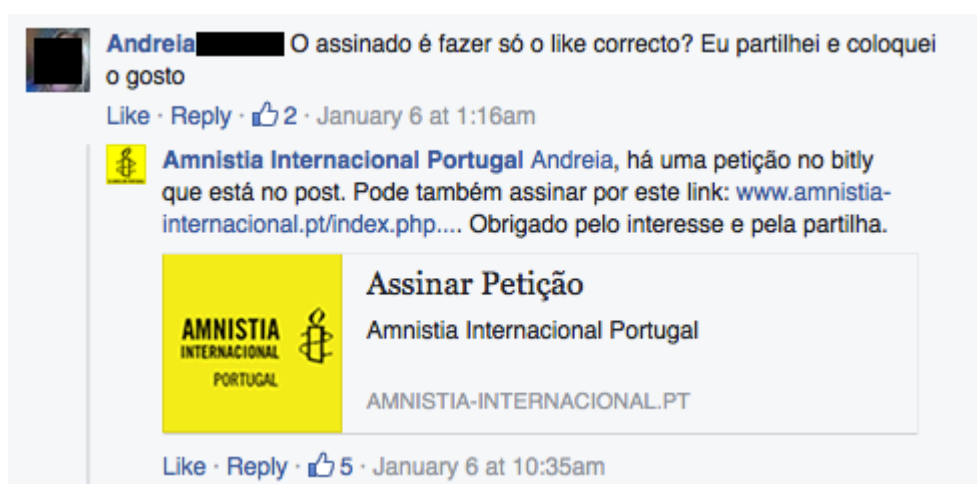 Andreia O assinado é fazer só o like correcto? Eu partilhei e coloquei
o gosto
Like · Reply · 2 · January 6 at 1:16am
Amnistia Internacional Portugal Andreia, há uma petição no bitly
que está no post. Pode também assinar por este link: www.amnistia-
internacional.pt/index.php.... Obrigado pelo interesse e pela partilha.
AMNISTIA
INTERNACIONAL
PORTUGAL
Assinar Petição
Amnistia Internacional Portugal
AMNISTIA-INTERNACIONAL.PT
Like · Reply · 5 · January 6 at 10:35am